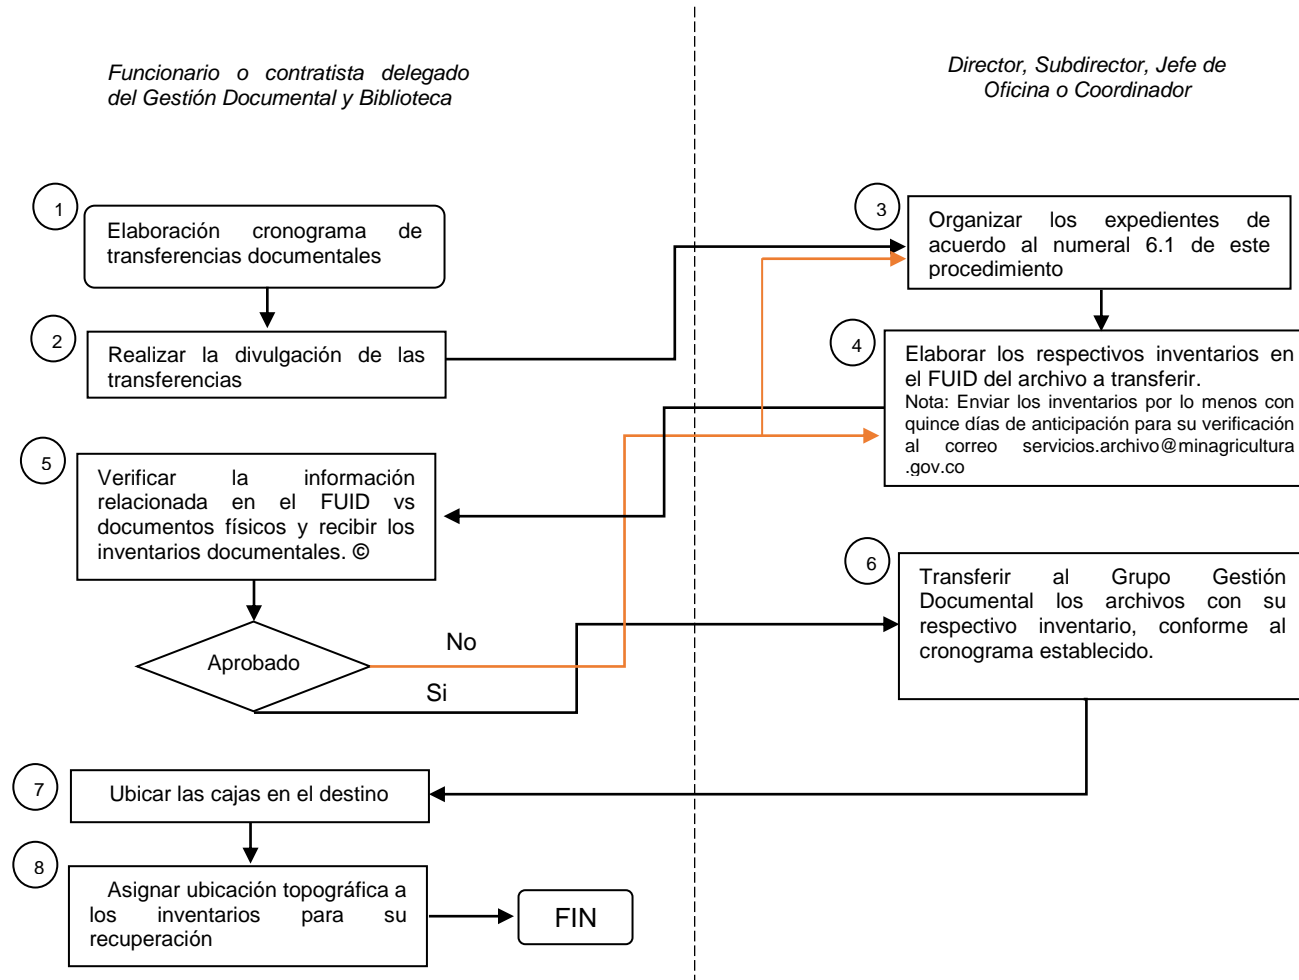 Funcionario o contratista delegado
del Gestión Documental y Biblioteca
Director, Subdirector, Jefe de
Oficina o Coordinador
1
Elaboración cronograma de
transferencias documentales
2
Realizar la divulgación de las
transferencias
3
Organizar los expedientes de
acuerdo al numeral 6.1 de este
procedimiento
4
Elaborar los respectivos inventarios en
el FUID del archivo a transferir.
Nota: Enviar los inventarios por lo menos con
quince días de anticipación para su verificación
al correo servicios.archivo@minagricultura
.gov.co
5
Verificar la información
relacionada en el FUID vs
documentos físicos y recibir los
inventarios documentales. ©
Aprobado
No
Si
6
Transferir al Grupo Gestión
Documental los archivos con su
respectivo inventario, conforme al
cronograma establecido.
7
Ubicar las cajas en el destino
8
Asignar ubicación topográfica a
los inventarios para su
recuperación
FIN